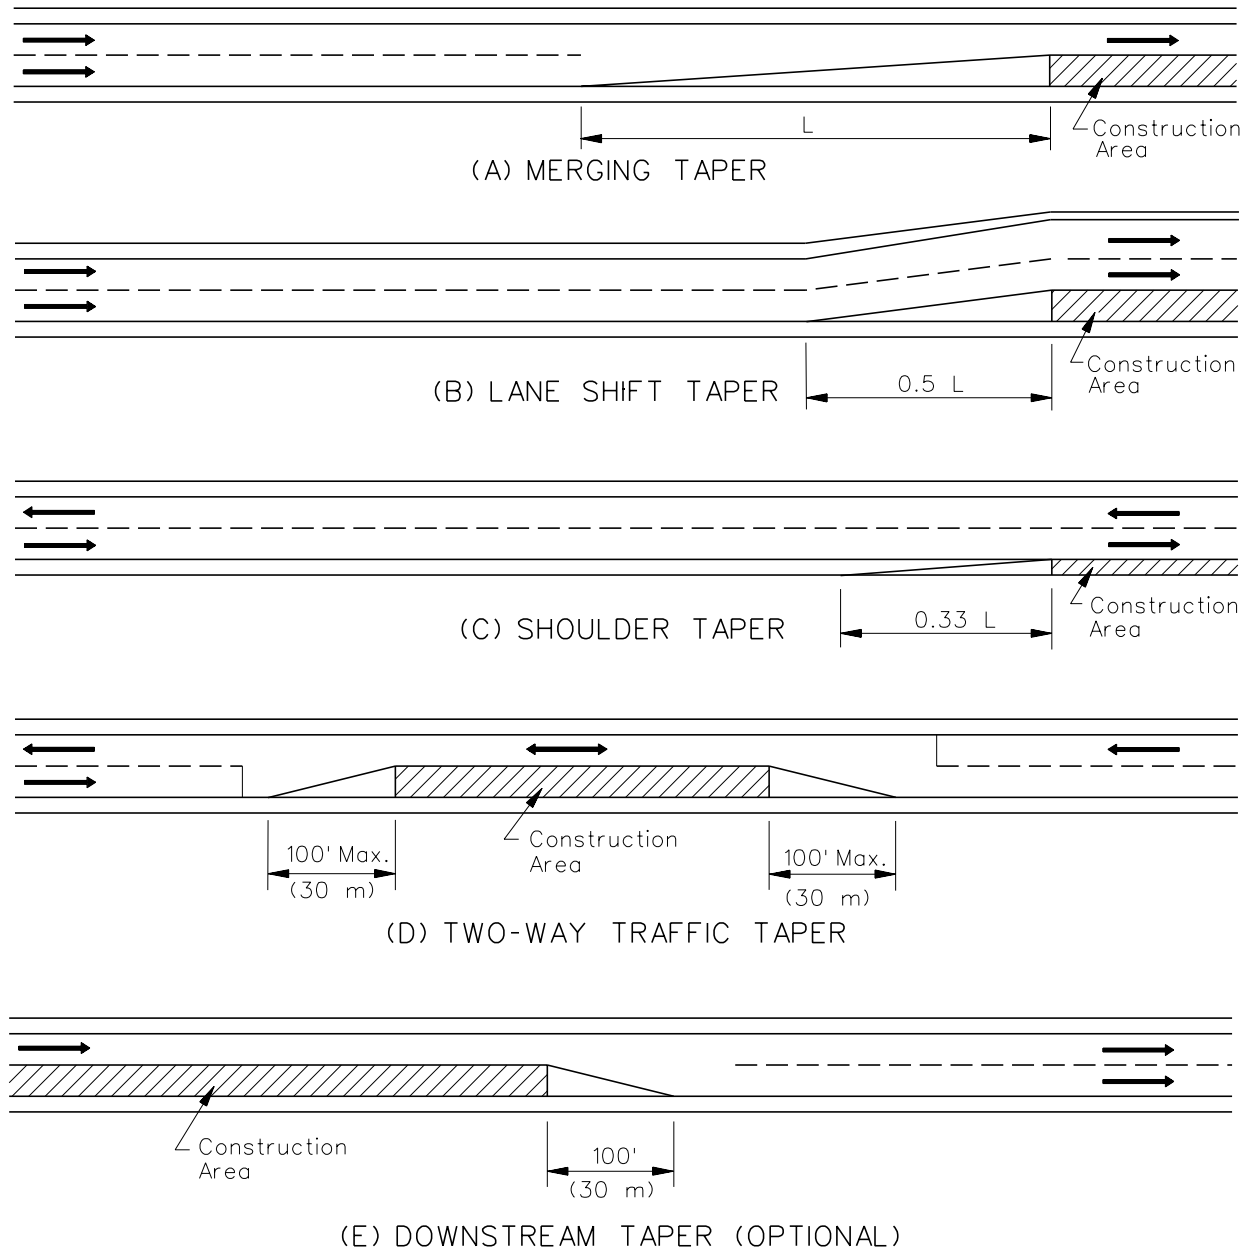 L
Construction
Area
(A) MERGING TAPER
Construction
Area
0.5 L
(B) LANE SHIFT TAPER
Construction
Area
0.33 L
(C) SHOULDER TAPER
Construction
Area
100' Max.
(30 m)
100' Max.
(30 m)
(D) TWO-WAY TRAFFIC TAPER
Construction
Area
100'
(30 m)
(E) DOWNSTREAM TAPER (OPTIONAL)